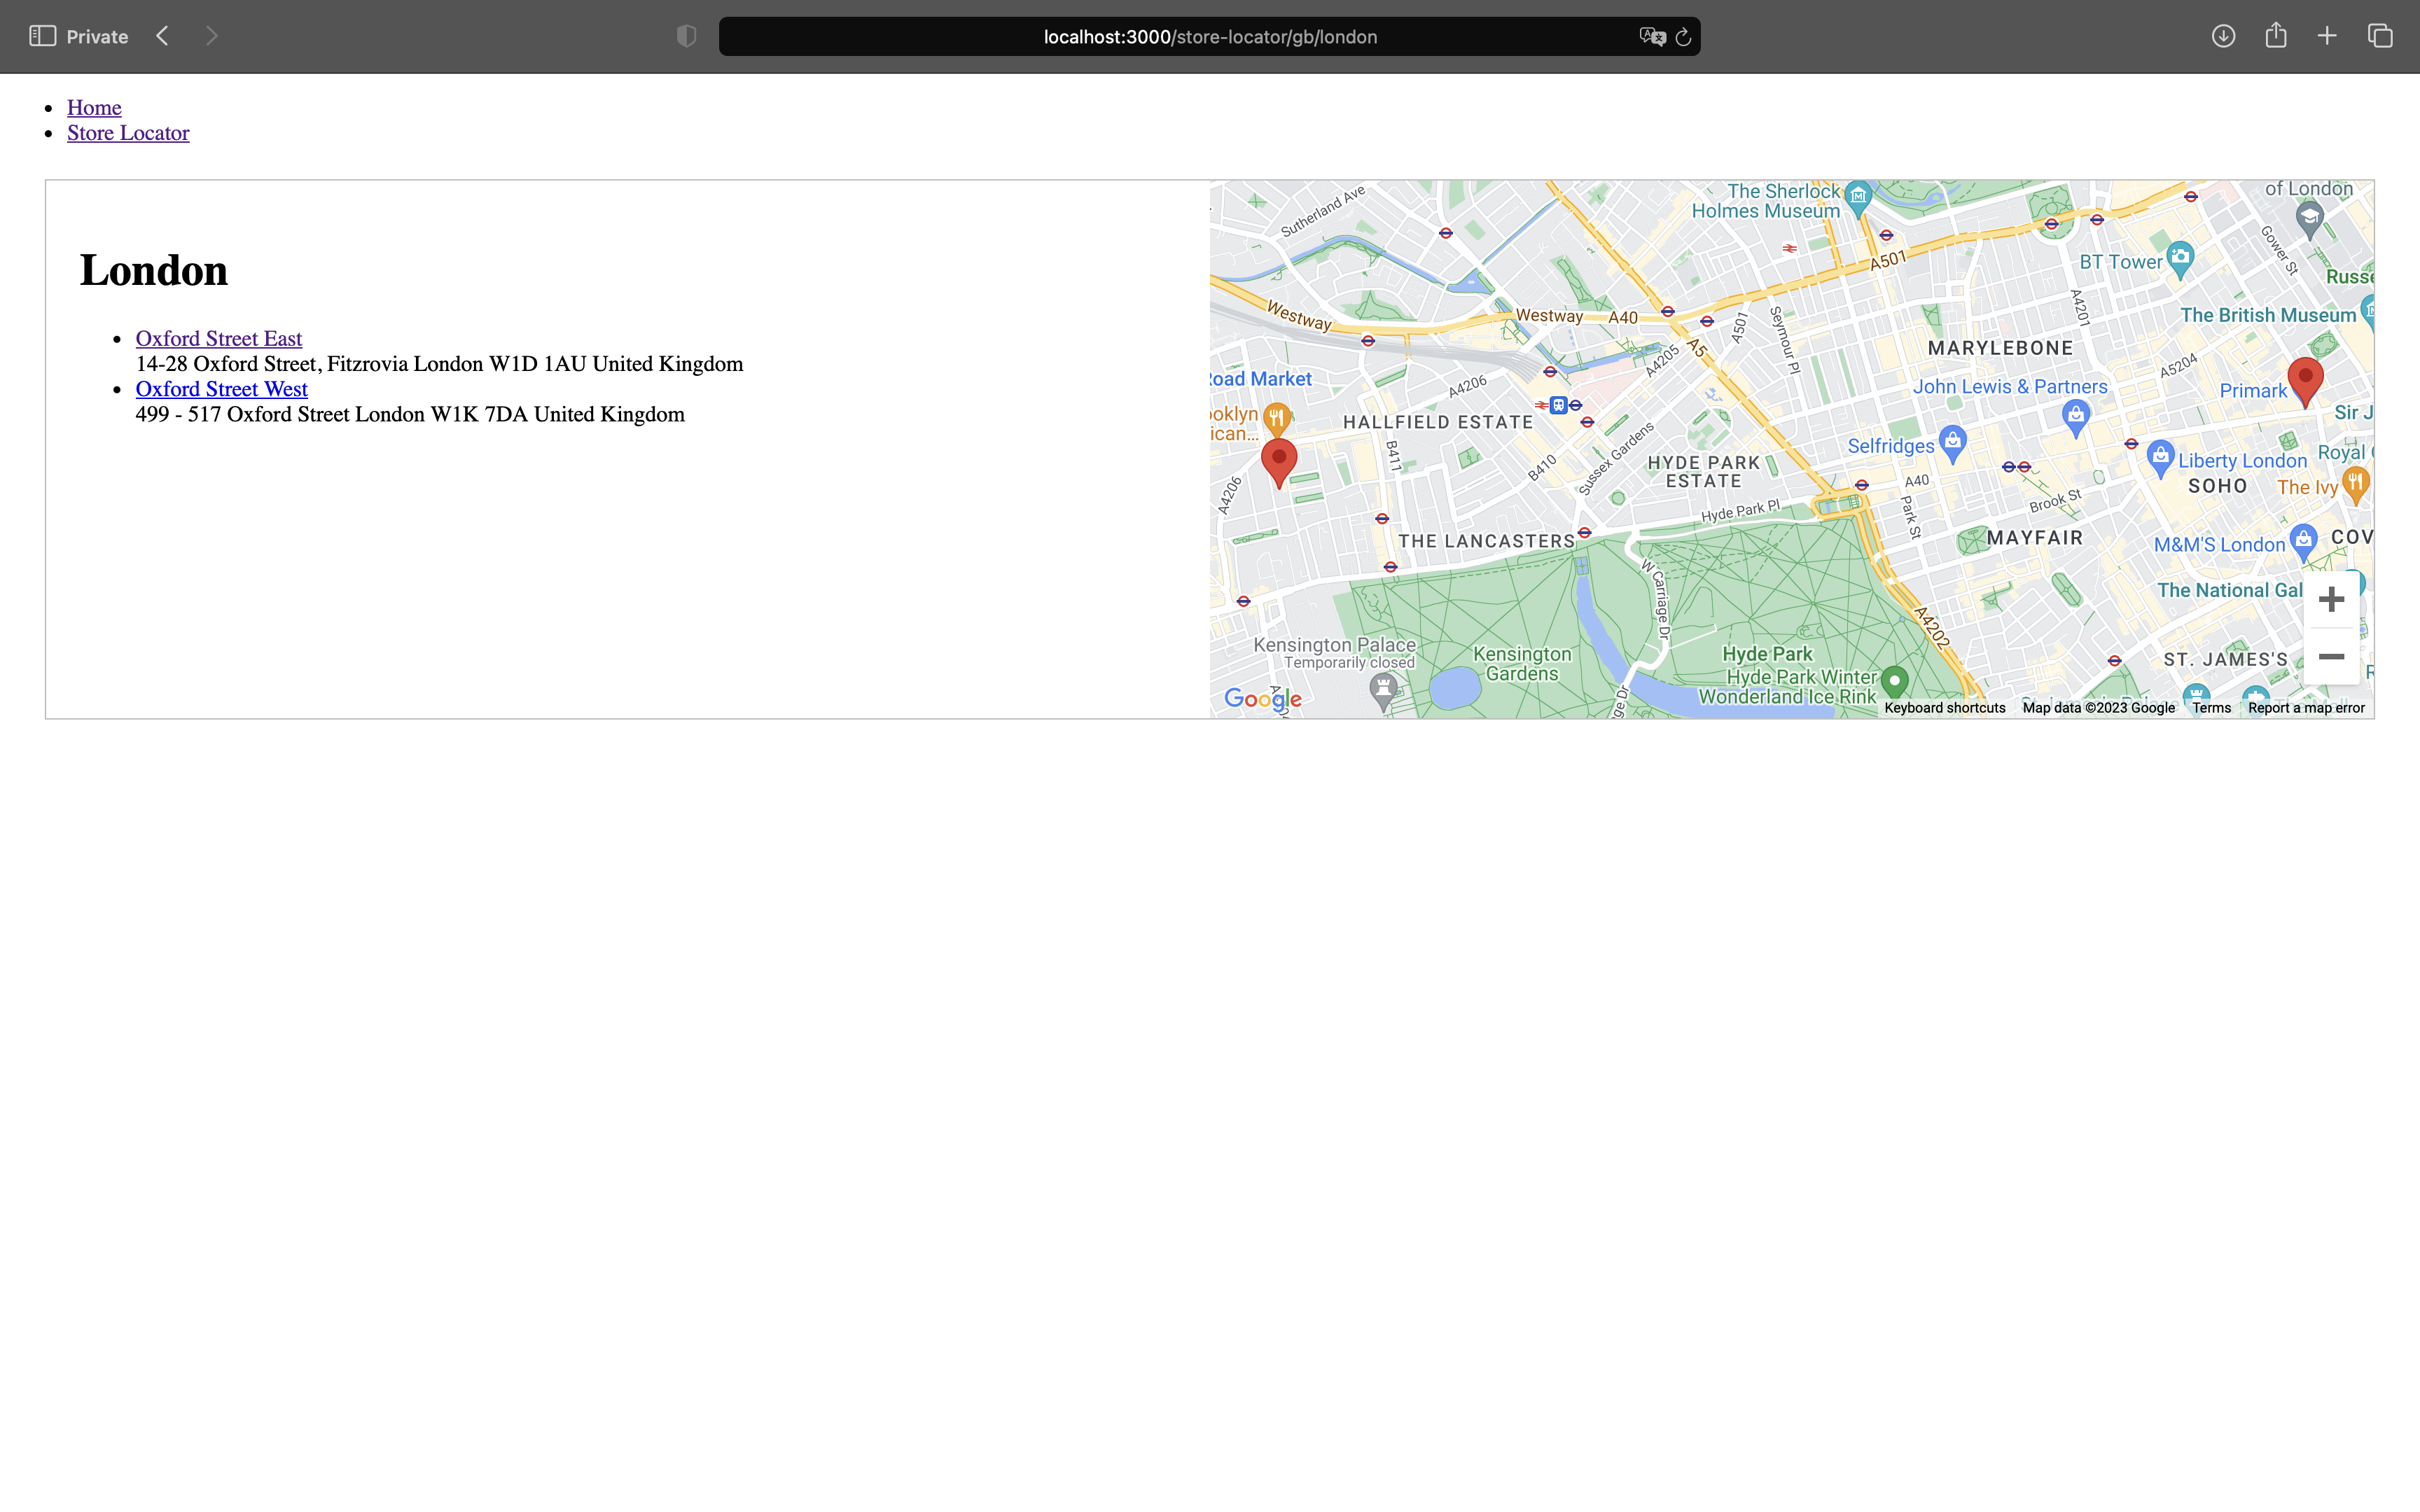 Private
localhost:3000/store-locator/gb/london
Home
Store Locator
London
Oxford Street East
14-28 Oxford Street, Fitzrovia London W1D 1AU United Kingdom
Oxford Street West
499 - 517 Oxford Street London W1K 7DA United Kingdom
Sutherland Ave
The Sherlock
Holmes Museum
of London
Gower St
A501
BT Tower
Russe
Westway
Westway
A40
A501
Seymour Pl
A4201
The British Museum
A5
MARYLEBONE
A4205
A5204
oad Market
A4206
John Lewis & Partners
Primark
ooklyn
ican...
HALLFIELD ESTATE
Sir J
Selfridges
B411
B410
Sussex Gardens
HYDE PARK
ESTATE
Liberty London
Royal
SOHO
The Ivy
A4206
A40
Park St
Brook St
Hyde Park Pl
THE LANCASTERS
MAYFAIR
M&M'S London
COV
W Carriage Dr
The National Gal
A4202
Kensington Palace
Temporarily closed
Kensington
Gardens
Hyde Park
Hyde Park Winter
Wonderland Ice Rink
ST. JAMES'S
Google
ge Dr
Keyboard shortcuts
Map data ©2023 Google
Terms
Report a map error